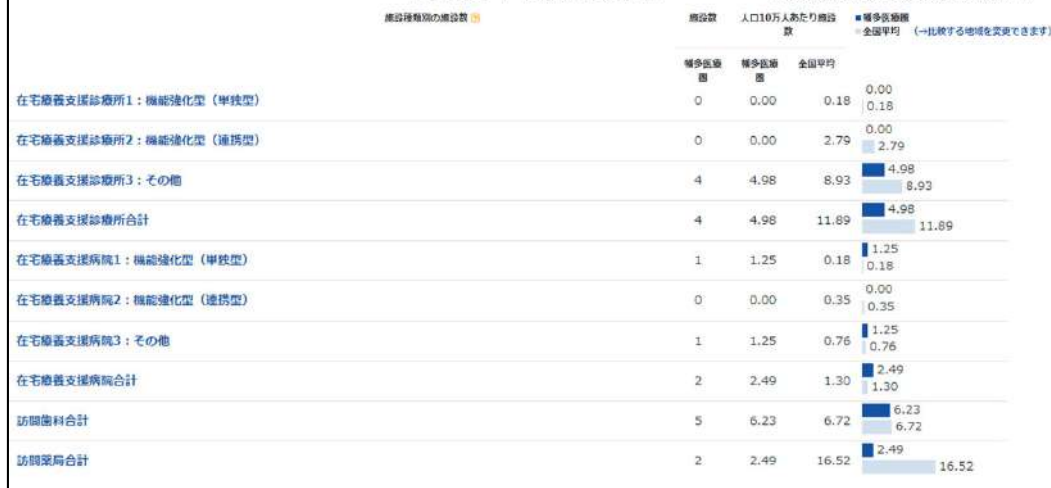 施設種類別の施設数 施設数 人口10万人あたり施設数 ■幡多医療圏
全国平均 (→比較する地域を変更できます)
幡多医療圏 幡多医療圏 全国平均
在宅療養支援診療所1:機能強化型(単独型) 0 0.00 0.18 0.00 0.18
在宅療養支援診療所2:機能強化型(連携型) 0 0.00 2.79 0.00 2.79
在宅療養支援診療所3:その他 4 4.98 8.93 4.98 8.93
在宅療養支援診療所合計 4 4.98 11.89 4.98 11.89
在宅療養支援病院1:機能強化型(単独型) 1 1.25 0.18 1.25 0.18
在宅療養支援病院2:機能強化型(連携型) 0 0.00 0.35 0.00 0.35
在宅療養支援病院3:その他 1 1.25 0.76 1.25 0.76
在宅療養支援病院合計 2 2.49 1.30 2.49 1.30
訪問歯科合計 5 6.23 6.72 6.23 6.72
訪問薬局合計 2 2.49 16.52 2.49 16.52